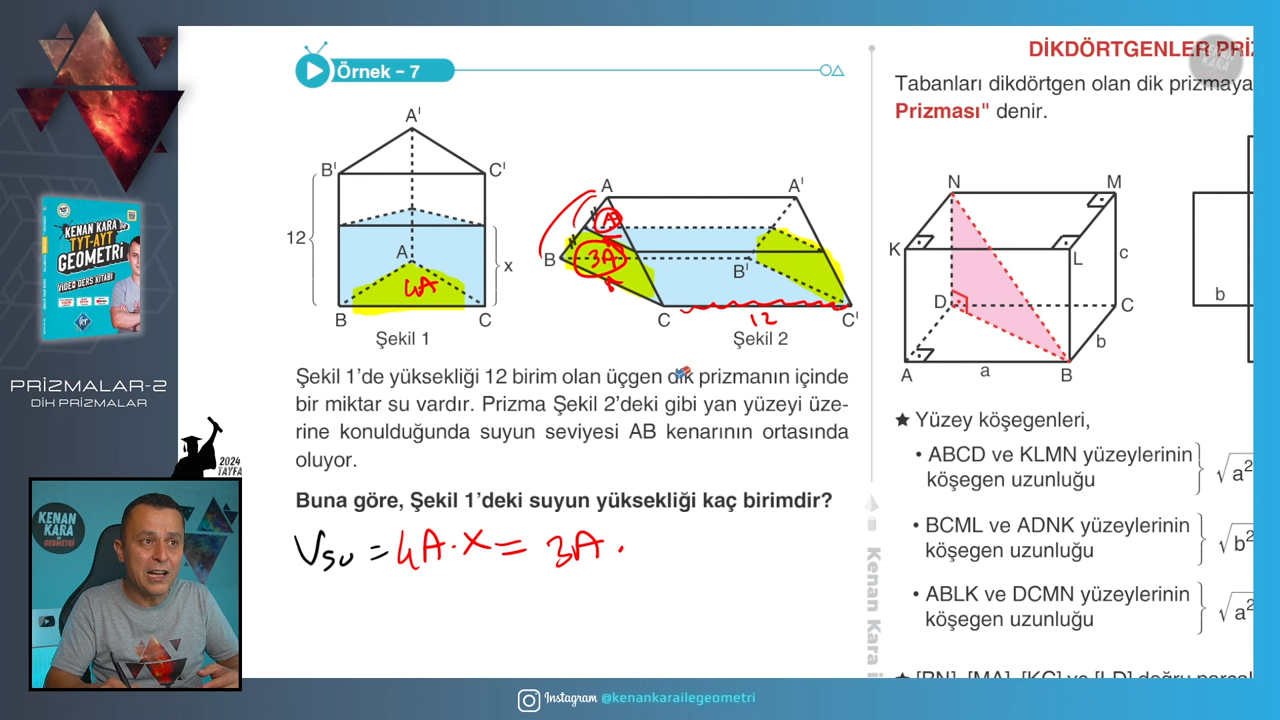 Örnek – 7
A'
B'
C'
12
A
4A
x
B
C
Şekil 1
A
A'
A
B
3A
B'
C
12
C'
Şekil 2
Şekil 1'de yüksekliği 12 birim olan üçgen dik prizmanın içinde
bir miktar su vardır. Prizma Şekil 2'deki gibi yan yüzeyi üze-
rine konulduğunda suyun seviyesi AB kenarının ortasında
oluyor.
Buna göre, Şekil 1'deki suyun yüksekliği kaç birimdir?
Vsu = 4A·x = 3A·
DİKDÖRTGENLER
Tabanları dikdörtgen olan dik prizmaya
Prizması" denir.
N
M
K
L
c
D
C
b
A
a
B
b
★ Yüzey köşegenleri,
• ABCD ve KLMN yüzeylerinin
köşegen uzunluğu
√a²
• BCML ve ADNK yüzeylerinin
köşegen uzunluğu
√b²
• ABLK ve DCMN yüzeylerinin
köşegen uzunluğu
√a²
Kenan Kara
KENAN KARA
TYT-AYT
GEOMETRİ
VİDEO DERS KİTABI
PRİZMALAR-2
DİK PRİZMALAR
2024
TAYFA
KENAN
KARA
GEOMETRİ
Instagram @kenankarailegeometri